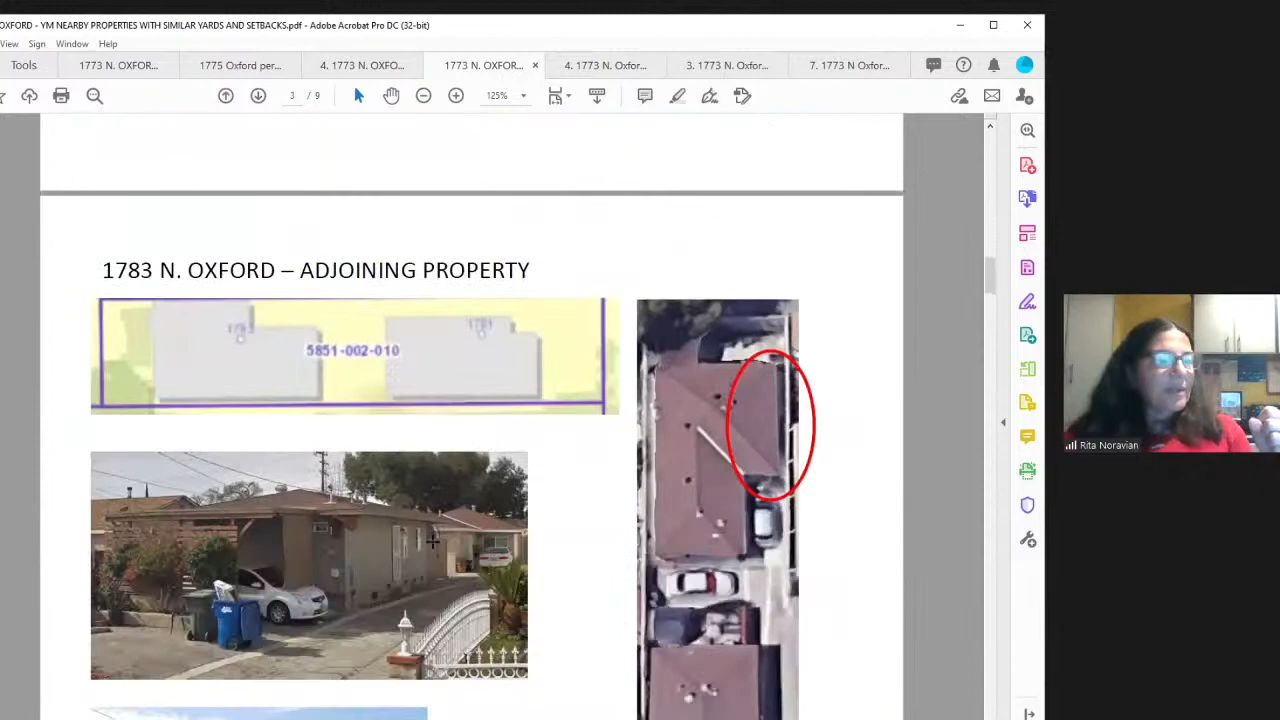 OXFORD - YM NEARBY PROPERTIES WITH SIMILAR YARDS AND SETBACKS.pdf - Adobe Acrobat Pro DC (32-bit)
View Sign Window Help
Tools 1773 N. OXFOR... 1775 Oxford per... 4. 1773 N. OXFO... 1773 N. OXFOR... × 4. 1773 N. Oxfor... 3. 1773 N. Oxfor... 7. 1773 N Oxfor...
3 / 9 125%
1783 N. OXFORD – ADJOINING PROPERTY
1781
5851-002-010
Rita Noravian